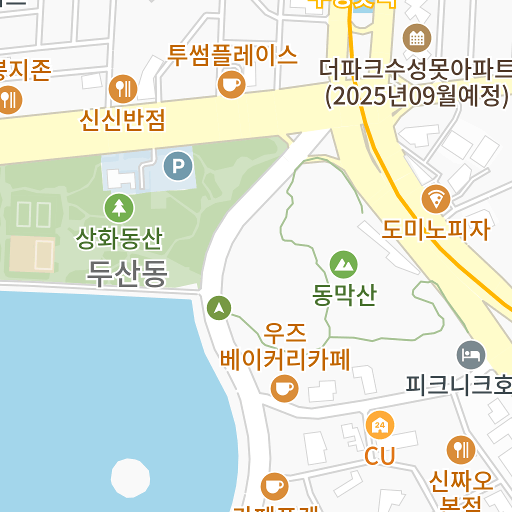 투썸플레이스
더파크수성못아파트
(2025년09월예정)
신신반점
P
상화동산
두산동
도미노피자
동막산
우즈
베이커리카페
피크니크호
24
CU
신짜오
본점